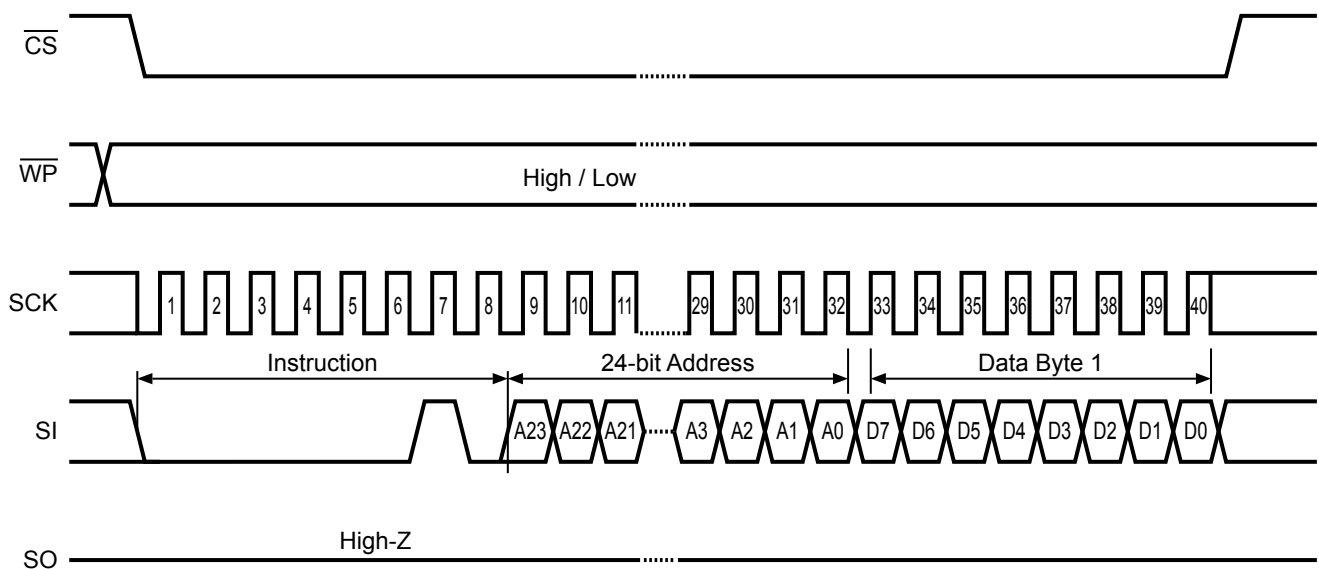 CS
WP
High / Low
SCK 1 2 3 4 5 6 7 8 9 10 11 29 30 31 32 33 34 35 36 37 38 39 40
Instruction 24-bit Address Data Byte 1
SI A23 A22 A21 A3 A2 A1 A0 D7 D6 D5 D4 D3 D2 D1 D0
High-Z
SO